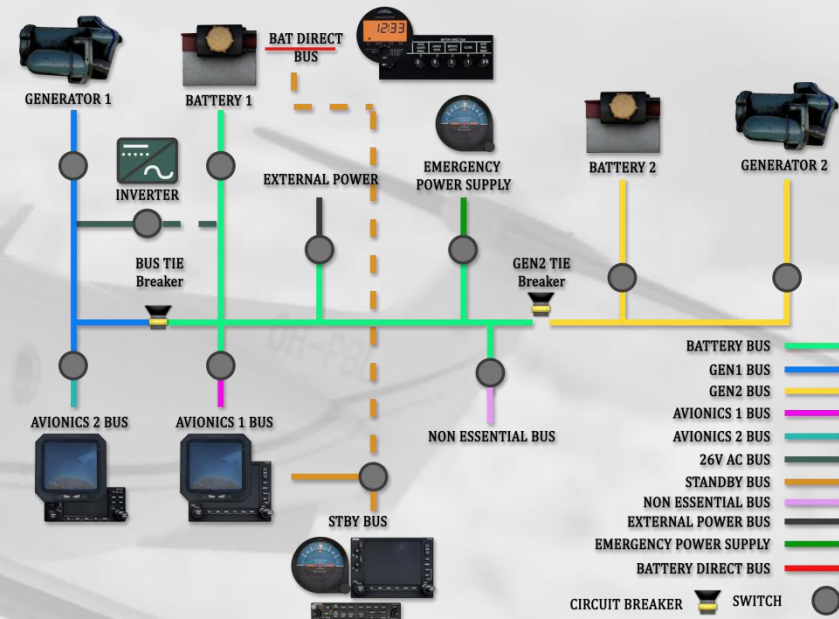 BAT DIRECT
BUS
12:33
GENERATOR 1
BATTERY 1
INVERTER
EXTERNAL POWER
EMERGENCY
POWER SUPPLY
BATTERY 2
GENERATOR 2
BUS TIE
Breaker
GEN2 TIE
Breaker
AVIONICS 2 BUS
AVIONICS 1 BUS
NON ESSENTIAL BUS
STBY BUS
BATTERY BUS
GEN1 BUS
GEN2 BUS
AVIONICS 1 BUS
AVIONICS 2 BUS
26V AC BUS
STANDBY BUS
NON ESSENTIAL BUS
EXTERNAL POWER BUS
EMERGENCY POWER SUPPLY
BATTERY DIRECT BUS
CIRCUIT BREAKER
SWITCH